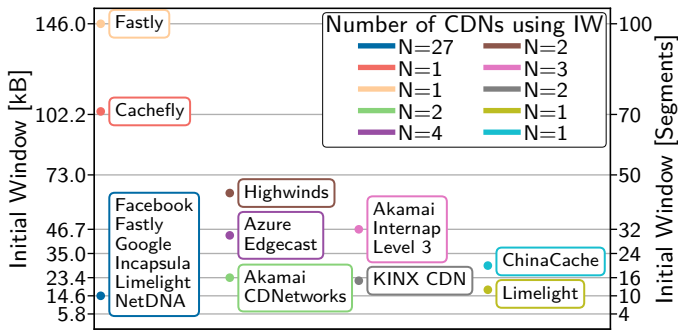 Initial Window [kB]
146.0
102.2
73.0
46.7
35.0
23.4
14.6
5.8
Fastly
Cachefly
Facebook
Fastly
Google
Incapsula
Limelight
NetDNA
Highwinds
Azure
Edgecast
Akamai
CDNetworks
Akamai
Internap
Level 3
KINX CDN
ChinaCache
Limelight
Number of CDNs using IW
N=27
N=1
N=1
N=2
N=4
N=2
N=3
N=2
N=1
N=1
100
70
50
32
24
16
10
4
Initial Window [Segments]